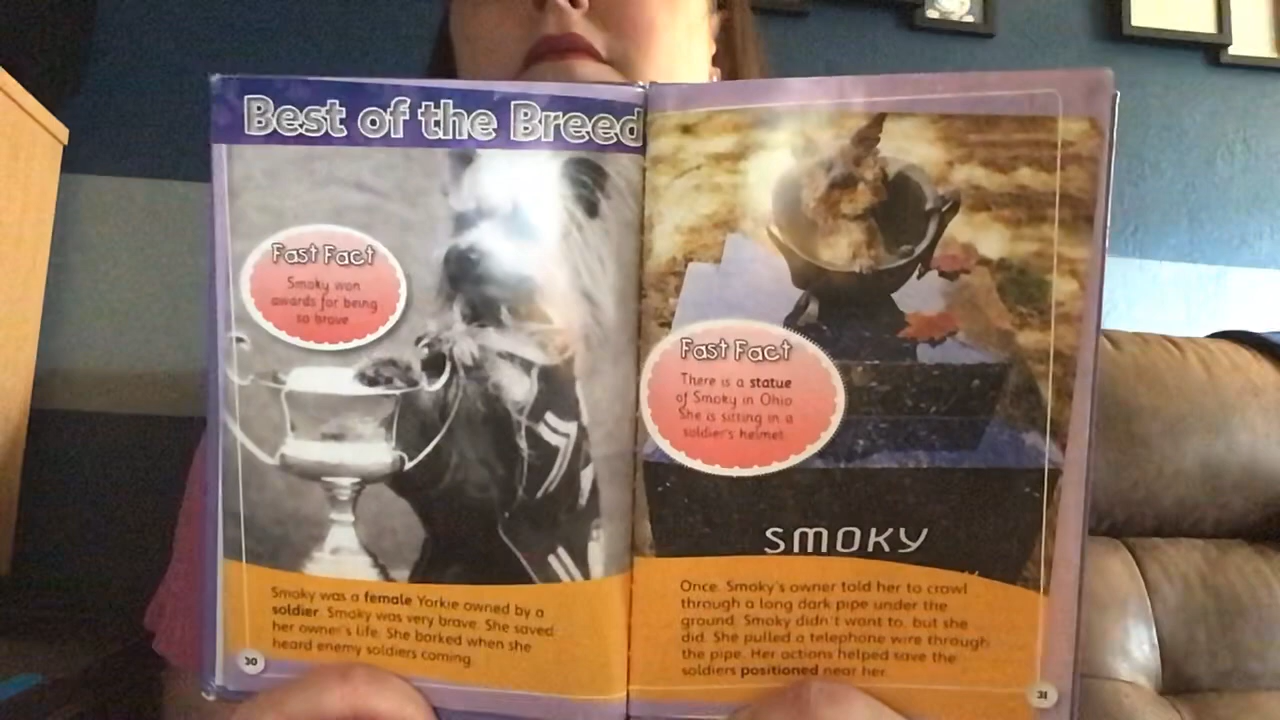 Best of the Breed
Fast Fact
Smoky won
awards for being
so brave
Smoky was a female Yorkie owned by a
soldier. Smoky was very brave. She saved
her owner's life. She barked when she
heard enemy soldiers coming.
30
Fast Fact
There is a statue
of Smoky in Ohio
She is sitting in a
soldier's helmet
SMOKY
Once, Smoky's owner told her to crawl
through a long dark pipe under the
ground. Smoky didn't want to, but she
did. She pulled a telephone wire through
the pipe. Her actions helped save the
soldiers positioned near her.
31